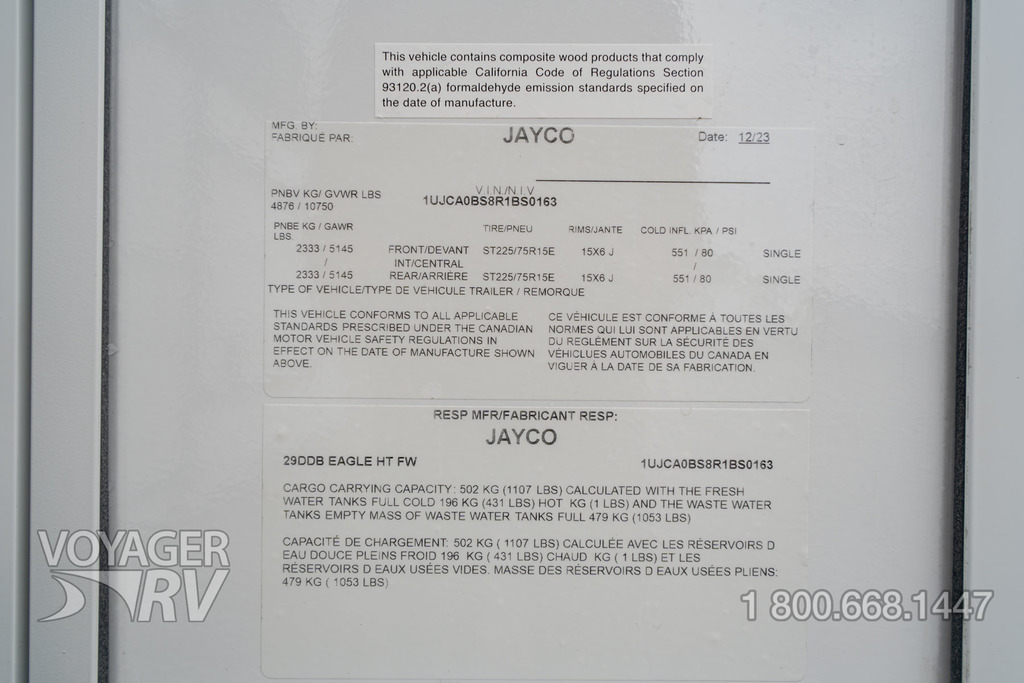 This vehicle contains composite wood products that comply
with applicable California Code of Regulations Section
93120.2(a) formaldehyde emission standards specified on
the date of manufacture.
MFG. BY:
FABRIQUÉ PAR: JAYCO Date: 12/23
PNBV KG/ GVWR LBS V.I.N./N.I.V
4876 / 10750 1UJCA0BS8R1BS0163
PNBE KG / GAWR TIRE/PNEU RIMS/JANTE COLD INFL. KPA / PSI
LBS
2333 / 5145 FRONT/DEVANT ST225/75R15E 15X6 J 551 / 80 SINGLE
/ INT/CENTRAL /
2333 / 5145 REAR/ARRIÈRE ST225/75R15E 15X6 J 551 / 80 SINGLE
TYPE OF VEHICLE/TYPE DE VÉHICULE TRAILER / REMORQUE
THIS VEHICLE CONFORMS TO ALL APPLICABLE
STANDARDS PRESCRIBED UNDER THE CANADIAN
MOTOR VEHICLE SAFETY REGULATIONS IN
EFFECT ON THE DATE OF MANUFACTURE SHOWN
ABOVE.
CE VÉHICULE EST CONFORME À TOUTES LES
NORMES QUI LUI SONT APPLICABLES EN VERTU
DU REGLÉMENT SUR LA SÉCURITÉ DES
VÉHICLUES AUTOMOBILES DU CANADA EN
VIGUER À LA DATE DE SA FABRICATION.
RESP MFR/FABRICANT RESP:
JAYCO
29DDB EAGLE HT FW 1UJCA0BS8R1BS0163
CARGO CARRYING CAPACITY: 502 KG (1107 LBS) CALCULATED WITH THE FRESH
WATER TANKS FULL COLD 196 KG (431 LBS) HOT KG (1 LBS) AND THE WASTE WATER
TANKS EMPTY MASS OF WASTE WATER TANKS FULL 479 KG (1053 LBS)
CAPACITÉ DE CHARGEMENT: 502 KG ( 1107 LBS) CALCULÉE AVEC LES RÉSERVOIRS D
EAU DOUCE PLEINS FROID 196 KG ( 431 LBS) CHAUD KG ( 1 LBS) ET LES
RÉSERVOIRS D EAUX USÉES VIDES. MASSE DES RÉSERVOIRS D EAUX USÉES PLIENS:
479 KG ( 1053 LBS)
VOYAGER
RV
1 800.668.1447